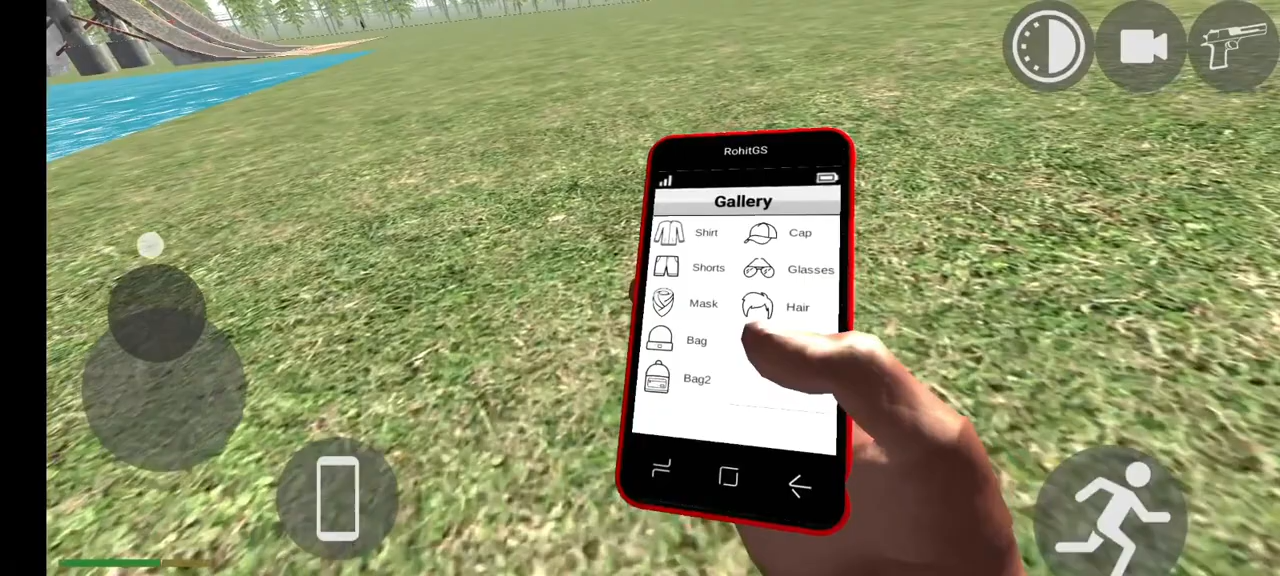 RohitGS
Gallery
Shirt
Cap
Shorts
Glasses
Mask
Hair
Bag
Bag2